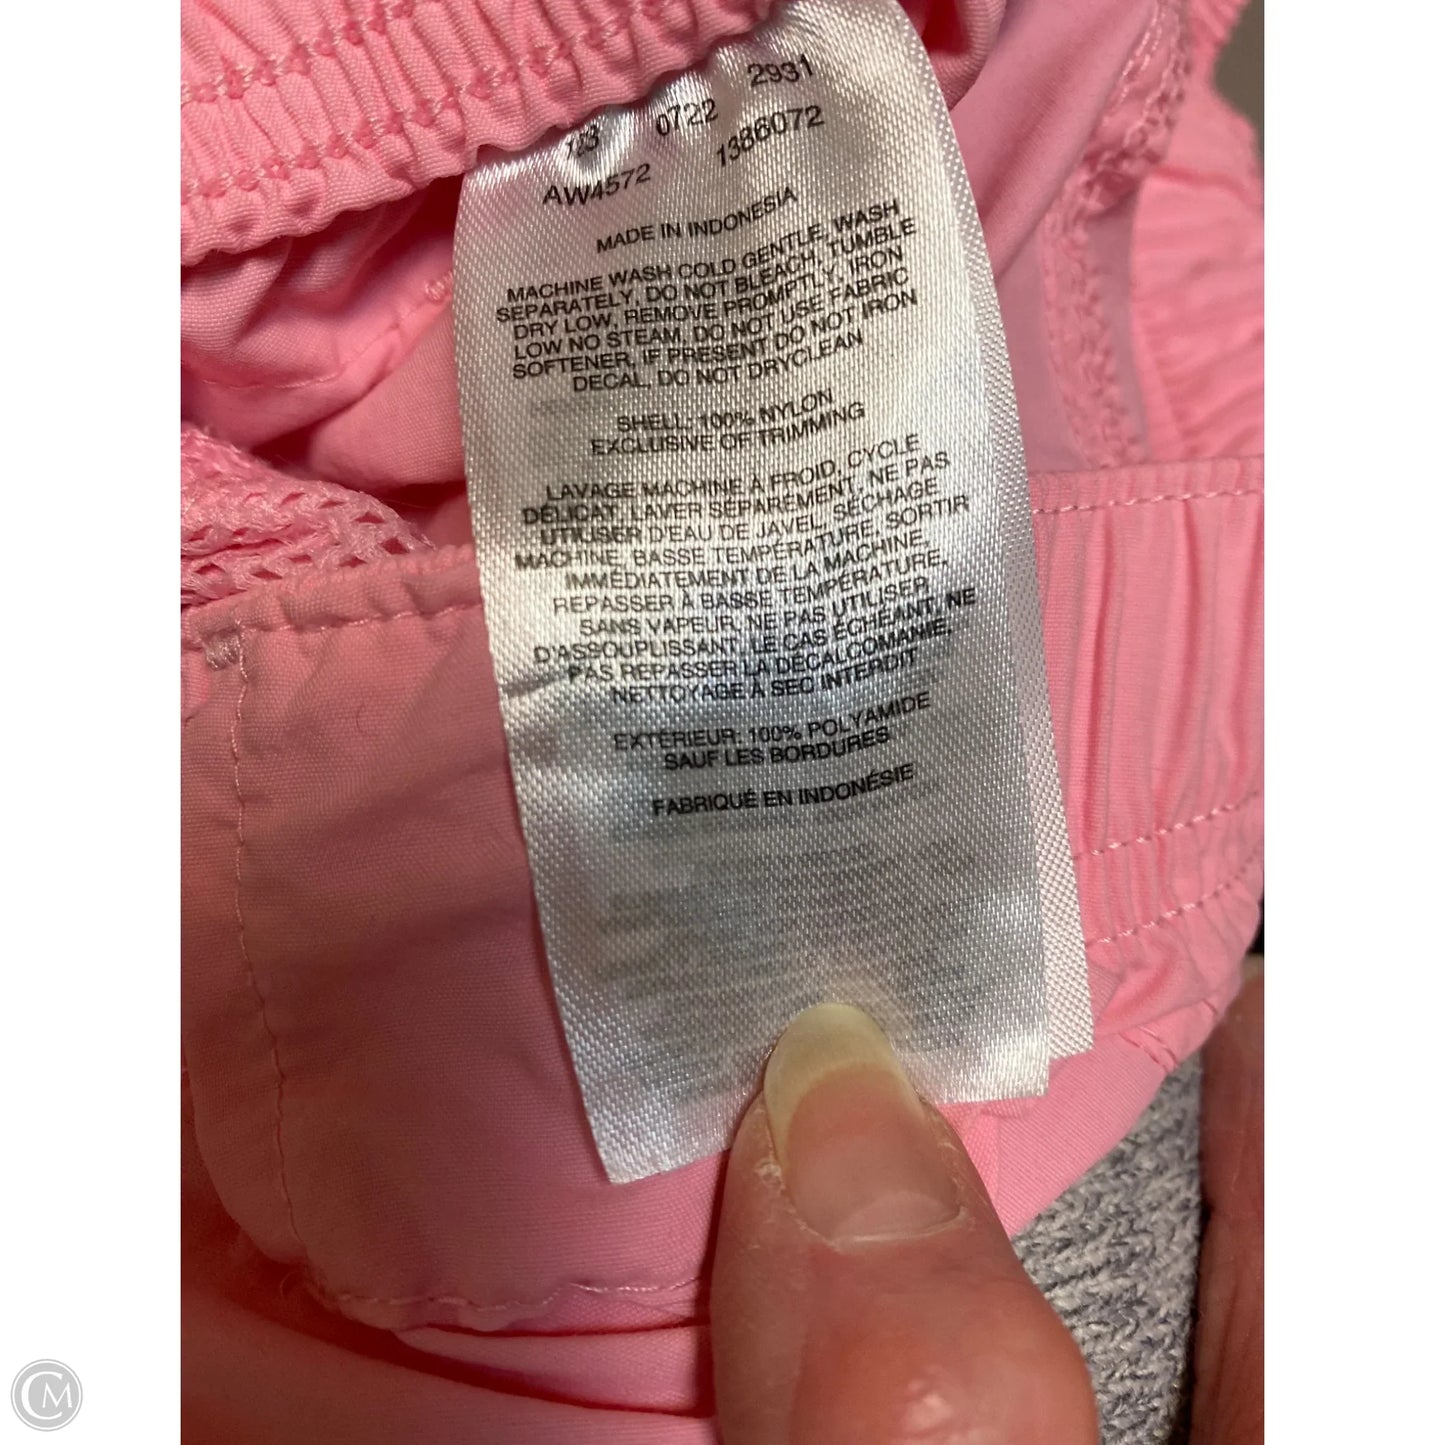 0722 2931
AW4572 1386072
MADE IN INDONESIA
MACHINE WASH COLD GENTLE, WASH
SEPARATELY, DO NOT BLEACH, TUMBLE
DRY LOW, REMOVE PROMPTLY, IRON
LOW NO STEAM, DO NOT USE FABRIC
SOFTENER, IF PRESENT DO NOT IRON
DECAL, DO NOT DRYCLEAN
SHELL: 100% NYLON
EXCLUSIVE OF TRIMMING
LAVAGE MACHINE À FROID, CYCLE
DÉLICAT, LAVER SÉPARÉMENT, NE PAS
UTILISER D'EAU DE JAVEL, SÉCHAGE
MACHINE, BASSE TEMPÉRATURE, SORTIR
IMMÉDIATEMENT DE LA MACHINE,
REPASSER À BASSE TEMPÉRATURE,
SANS VAPEUR, NE PAS UTILISER
D'ASSOUPLISSANT, LE CAS ÉCHÉANT, NE
PAS REPASSER LA DÉCALCOMANIE,
NETTOYAGE À SEC INTERDIT
EXTÉRIEUR: 100% POLYAMIDE
SAUF LES BORDURES
FABRIQUÉ EN INDONÉSIE
CM